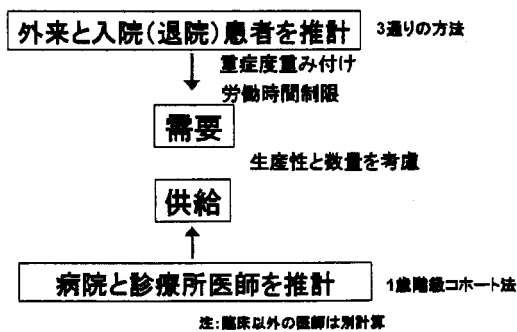 外来と入院(退院)患者を推計 3通りの方法
重症度重み付け
労働時間制限
需要
生産性と数量を考慮
供給
病院と診療所医師を推計 1歳階級コホート法
注:臨床以外の医師は別計算